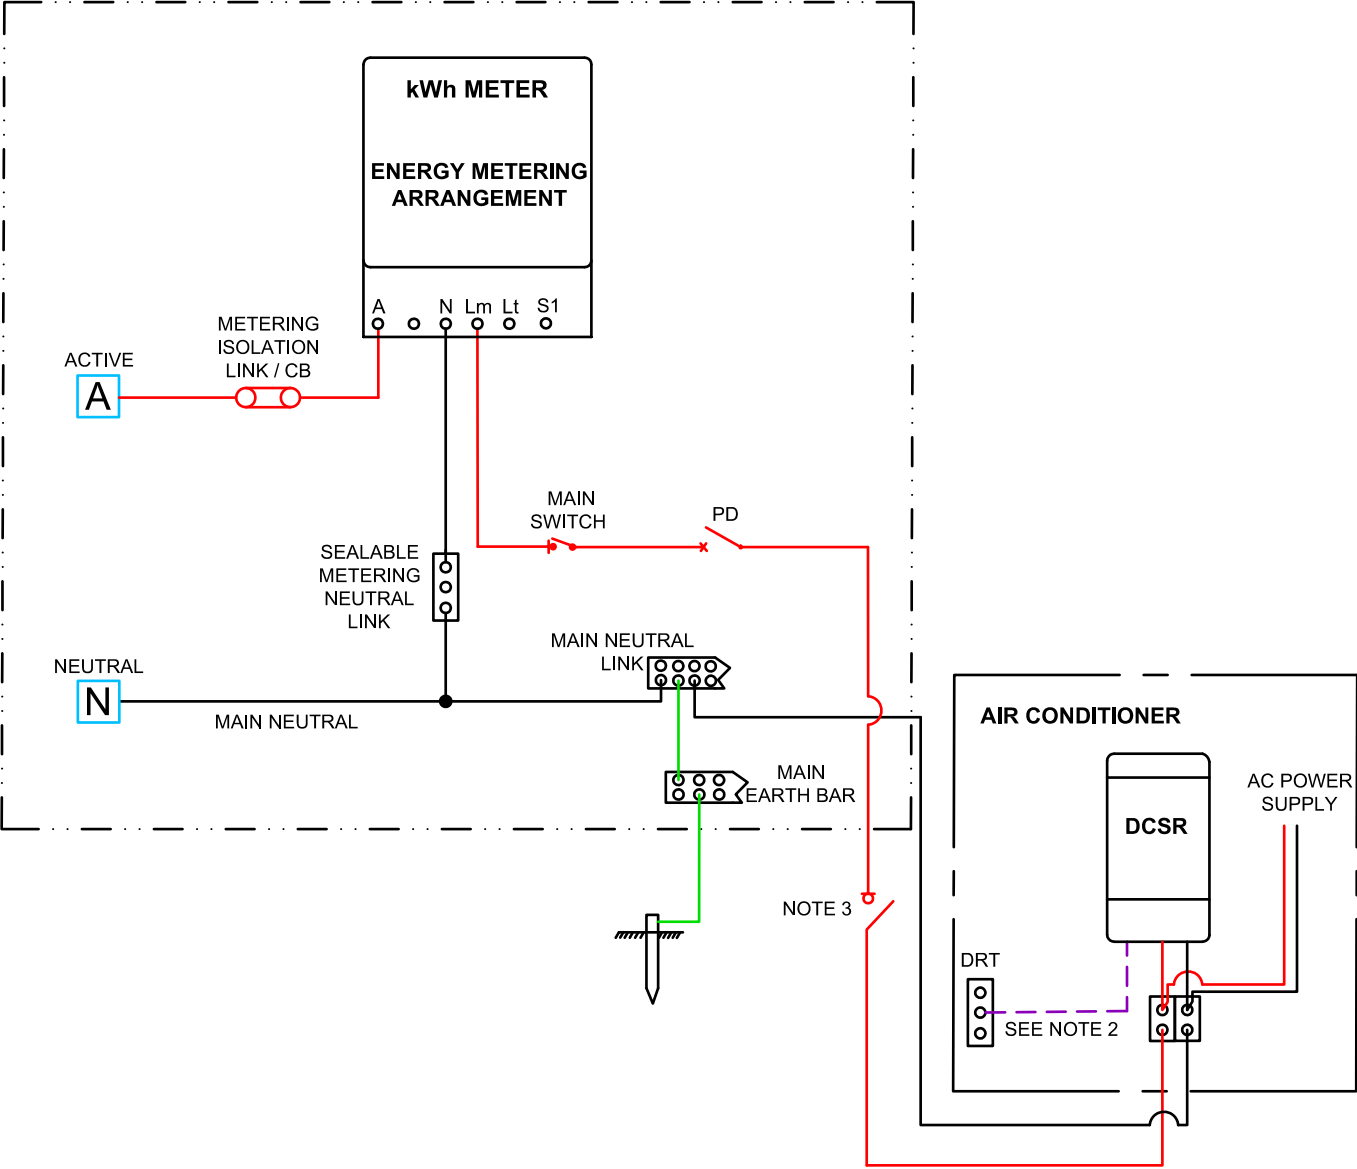 kWh METER
ENERGY METERING
ARRANGEMENT
A
N
Lm
Lt
S1
METERING
ISOLATION
LINK / CB
ACTIVE
A
MAIN
SWITCH
PD
SEALABLE
METERING
NEUTRAL
LINK
MAIN NEUTRAL
LINK
NEUTRAL
N
MAIN NEUTRAL
MAIN
EARTH BAR
AIR CONDITIONER
DCSR
AC POWER
SUPPLY
NOTE 3
DRT
SEE NOTE 2